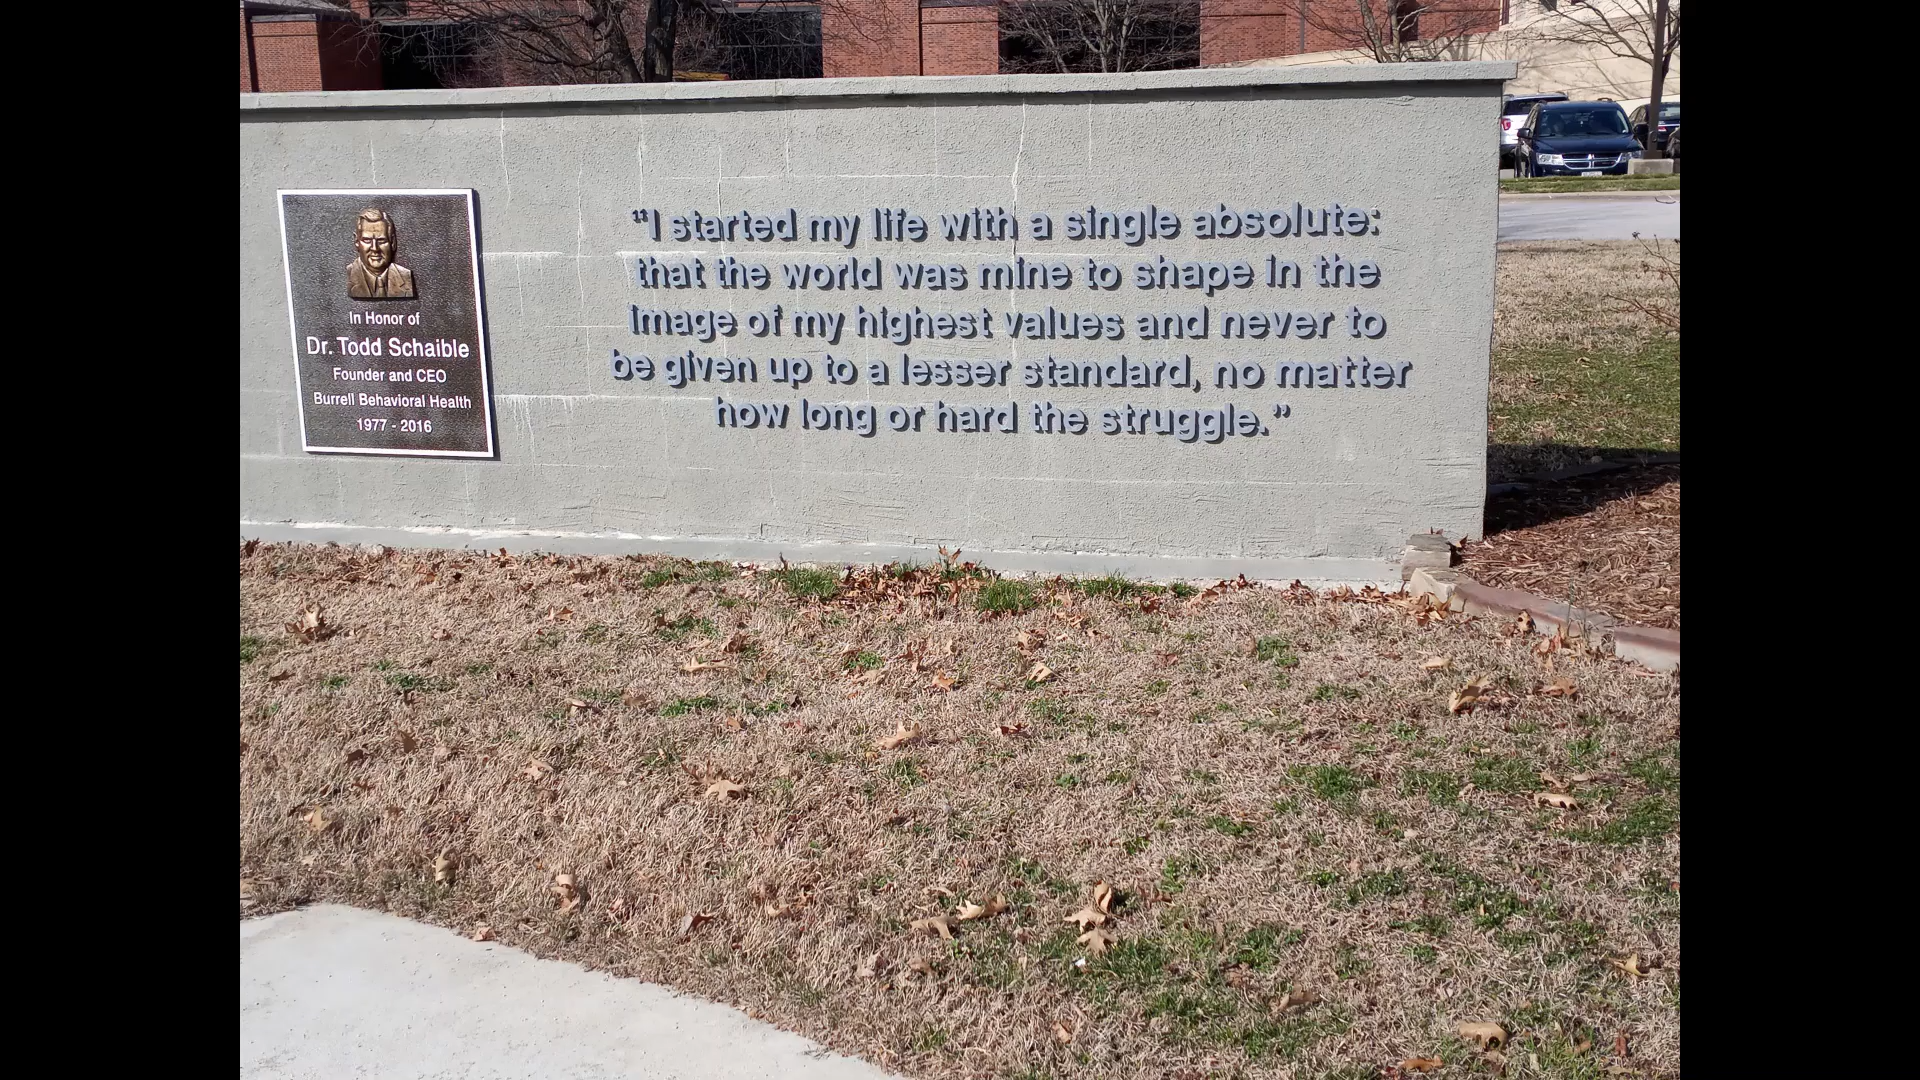 In Honor of
Dr. Todd Schaible
Founder and CEO
Burrell Behavioral Health
1977 - 2016
"I started my life with a single absolute:
that the world was mine to shape in the
image of my highest values and never to
be given up to a lesser standard, no matter
how long or hard the struggle."